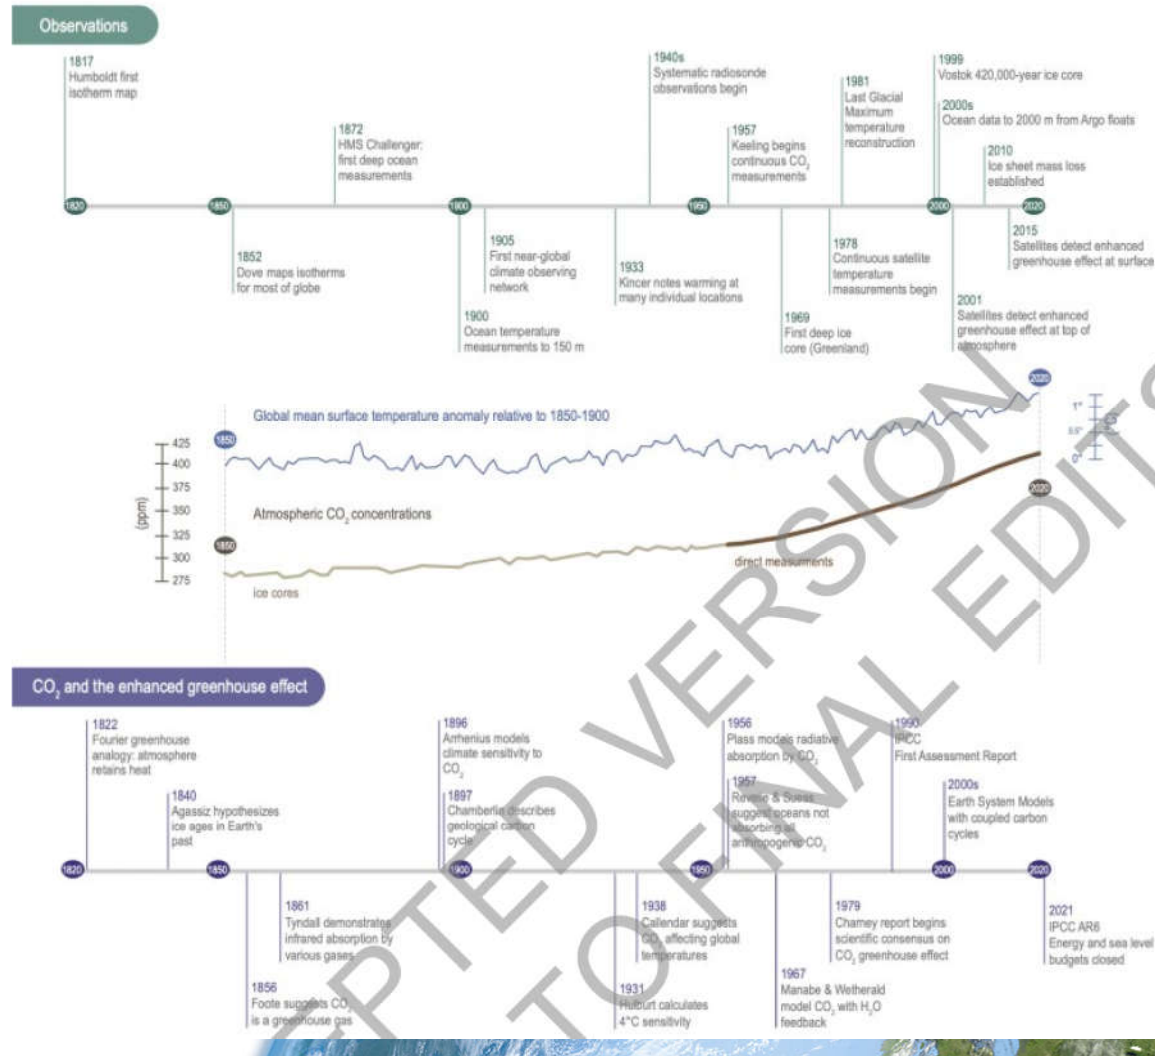 Observations
1817
Humboldt first
isotherm map
1872
HMS Challenger:
first deep ocean
measurements
1940s
Systematic radiosonde
observations begin
1957
Keeling begins
continuous CO₂
measurements
1981
Last Glacial
Maximum
temperature
reconstruction
1999
Vostok 420,000-year ice core
2000s
Ocean data to 2000 m from Argo floats
2010
Ice sheet mass loss
established
1820
1850
1900
1950
2000
2020
1852
Dove maps isotherms
for most of globe
1905
First near-global
climate observing
network
1900
Ocean temperature
measurements to 150 m
1933
Kincer notes warming at
many individual locations
1969
First deep ice
core (Greenland)
1978
Continuous satellite
temperature
measurements begin
2001
Satellites detect enhanced
greenhouse effect at top of
atmosphere
2015
Satellites detect enhanced
greenhouse effect at surface
Global mean surface temperature anomaly relative to 1850-1900
1850
2020
1°
0.5°
0°
(ppm)
425
400
375
350
325
300
275
Atmospheric CO₂ concentrations
1850
2020
ice cores
direct measurments
CO₂ and the enhanced greenhouse effect
1822
Fourier greenhouse
analogy: atmosphere
retains heat
1840
Agassiz hypothesizes
ice ages in Earth's
past
1896
Arrhenius models
climate sensitivity to
CO₂
1897
Chamberlin describes
geological carbon
cycle
1956
Plass models radiative
absorption by CO₂
1957
Revelle & Suess
suggest oceans not
absorbing all
anthropogenic CO₂
1990
IPCC
First Assessment Report
2000s
Earth System Models
with coupled carbon
cycles
1820
1850
1900
1950
2000
2020
1861
Tyndall demonstrates
infrared absorption by
various gases
1856
Foote suggests CO₂
is a greenhouse gas
1938
Callendar suggests
CO₂ affecting global
temperatures
1931
Hulburt calculates
4°C sensitivity
1979
Charney report begins
scientific consensus on
CO₂ greenhouse effect
1967
Manabe & Wetherald
model CO₂ with H₂O
feedback
2021
IPCC AR6
Energy and sea level
budgets closed
EPTED VERSION
TO FINAL EDITS